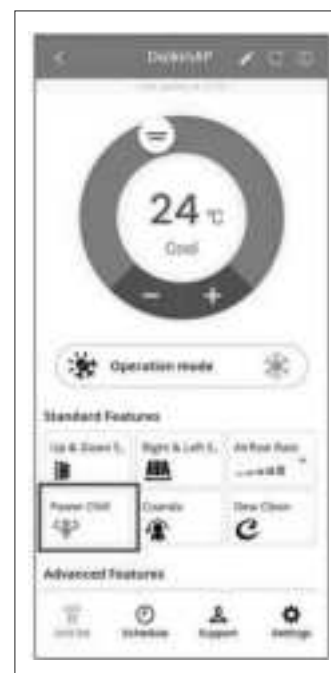 DaikinAP
24 °C
Cool
− +
Operation mode
Standard Features
Up & Down S.. Right & Left S.. Airflow Rate
Power Chill Coanda Dew Clean
Advanced Features
Schedule Support Settings